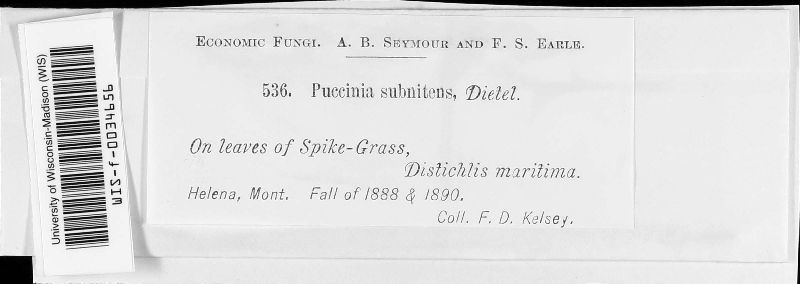 ECONOMIC FUNGI. A. B. SEYMOUR AND F. S. EARLE.
536. Puccinia subnitens, Dietel.
On leaves of Spike-Grass,
Distichlis maritima.
Helena, Mont. Fall of 1888 & 1890.
Coll. F. D. Kelsey.
University of Wisconsin-Madison (WIS)
WIS-f-0034656